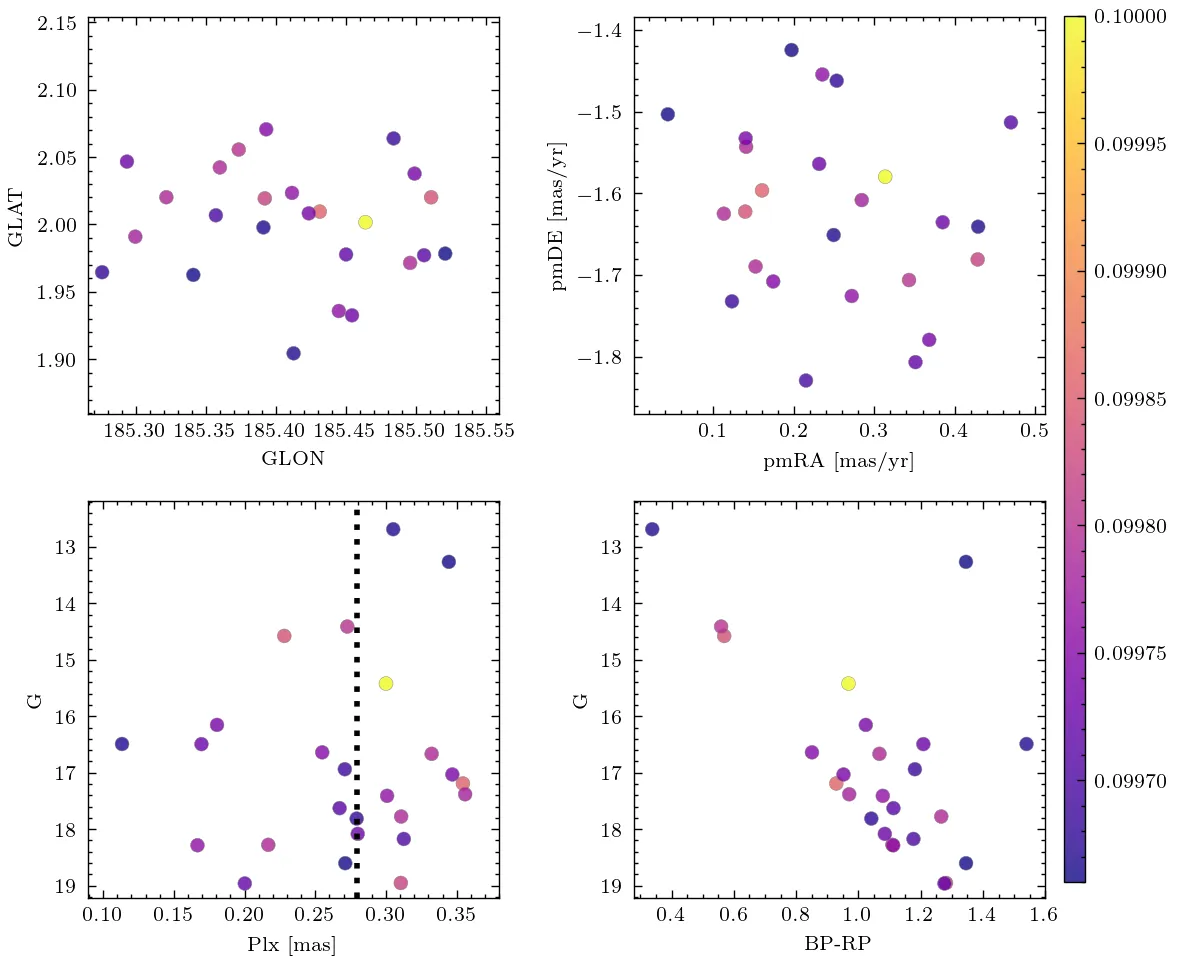 2.15
2.10
2.05
2.00
1.95
1.90
GLAT
185.30 185.35 185.40 185.45 185.50 185.55
GLON
−1.4
−1.5
−1.6
−1.7
−1.8
pmDE [mas/yr]
0.1 0.2 0.3 0.4 0.5
pmRA [mas/yr]
13
14
15
16
17
18
19
G
0.10 0.15 0.20 0.25 0.30 0.35
Plx [mas]
13
14
15
16
17
18
19
G
0.4 0.6 0.8 1.0 1.2 1.4 1.6
BP-RP
0.10000
0.09995
0.09990
0.09985
0.09980
0.09975
0.09970